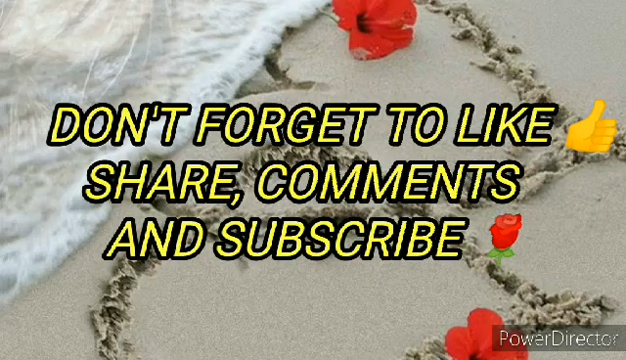 DON'T FORGET TO LIKE 👍
SHARE, COMMENTS
AND SUBSCRIBE 🌹
PowerDirector